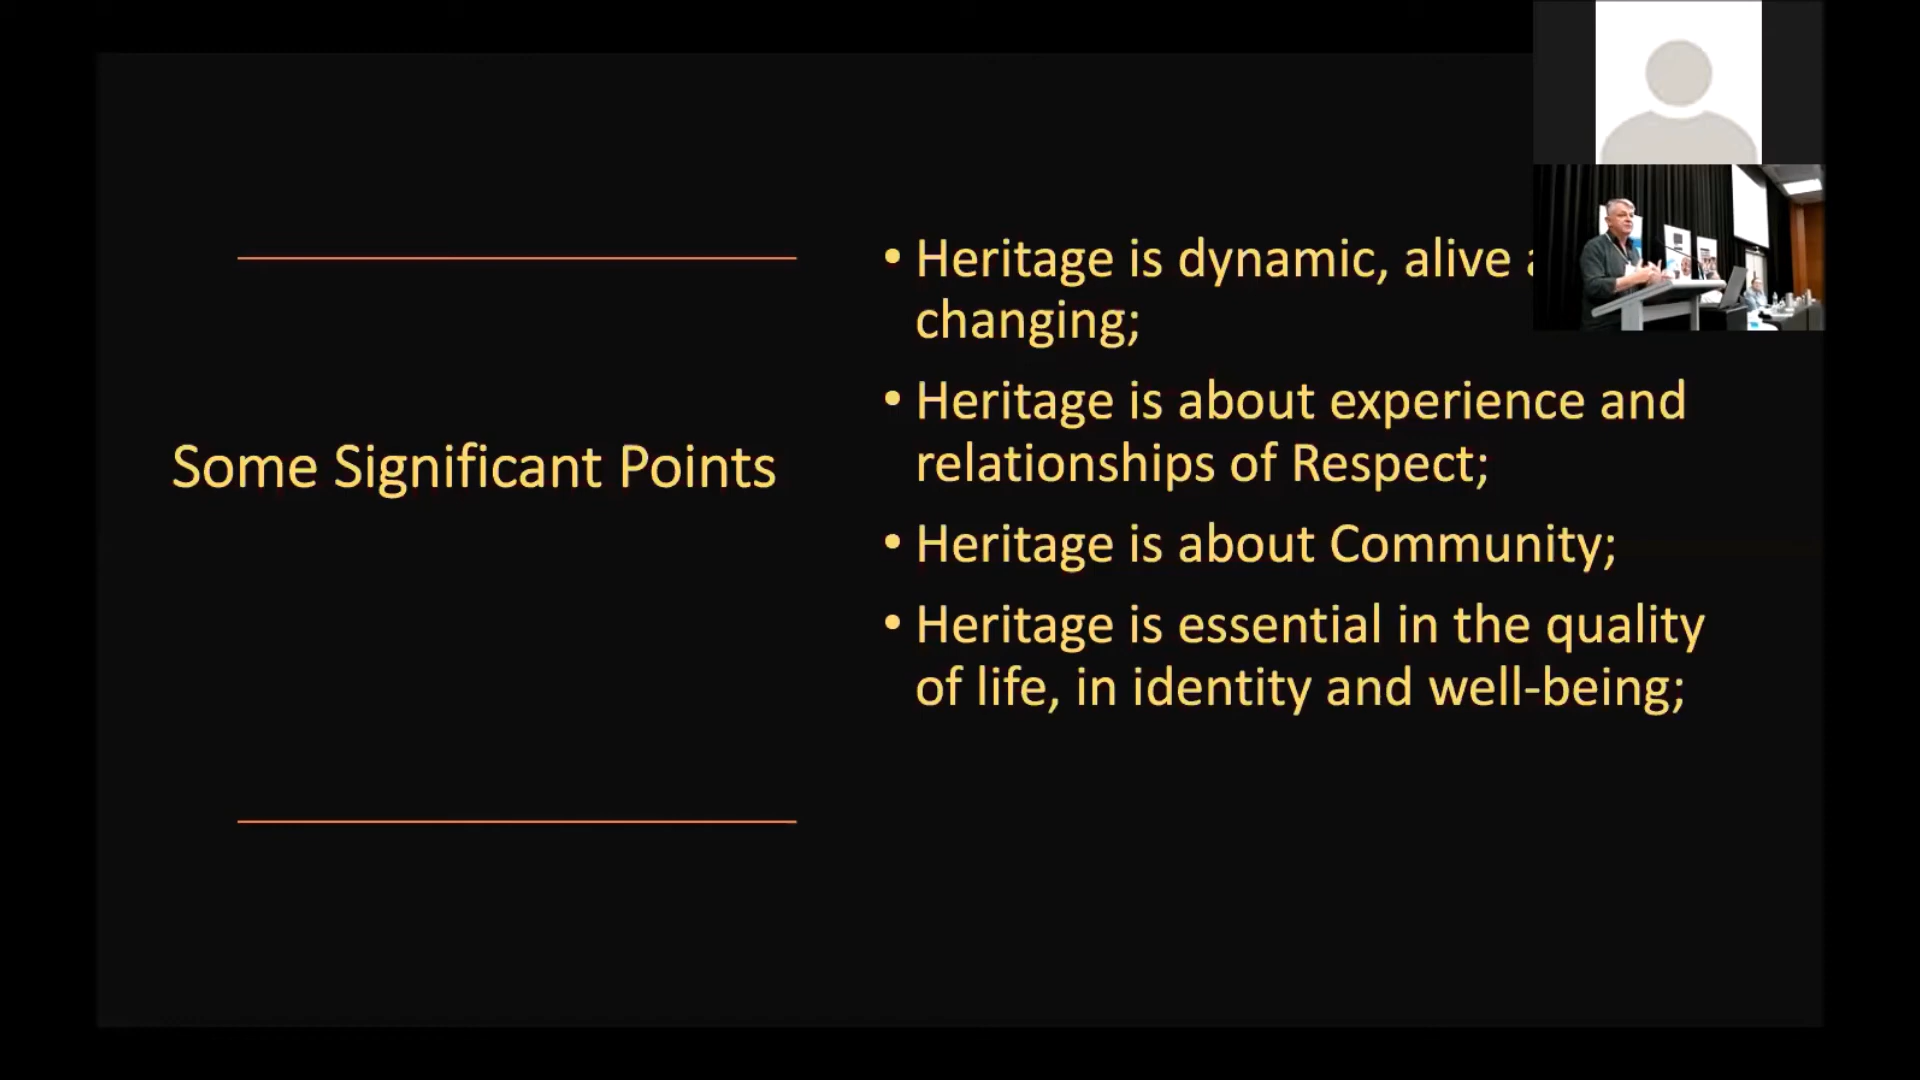 Some Significant Points
• Heritage is dynamic, alive
changing;
• Heritage is about experience and
relationships of Respect;
• Heritage is about Community;
• Heritage is essential in the quality
of life, in identity and well-being;